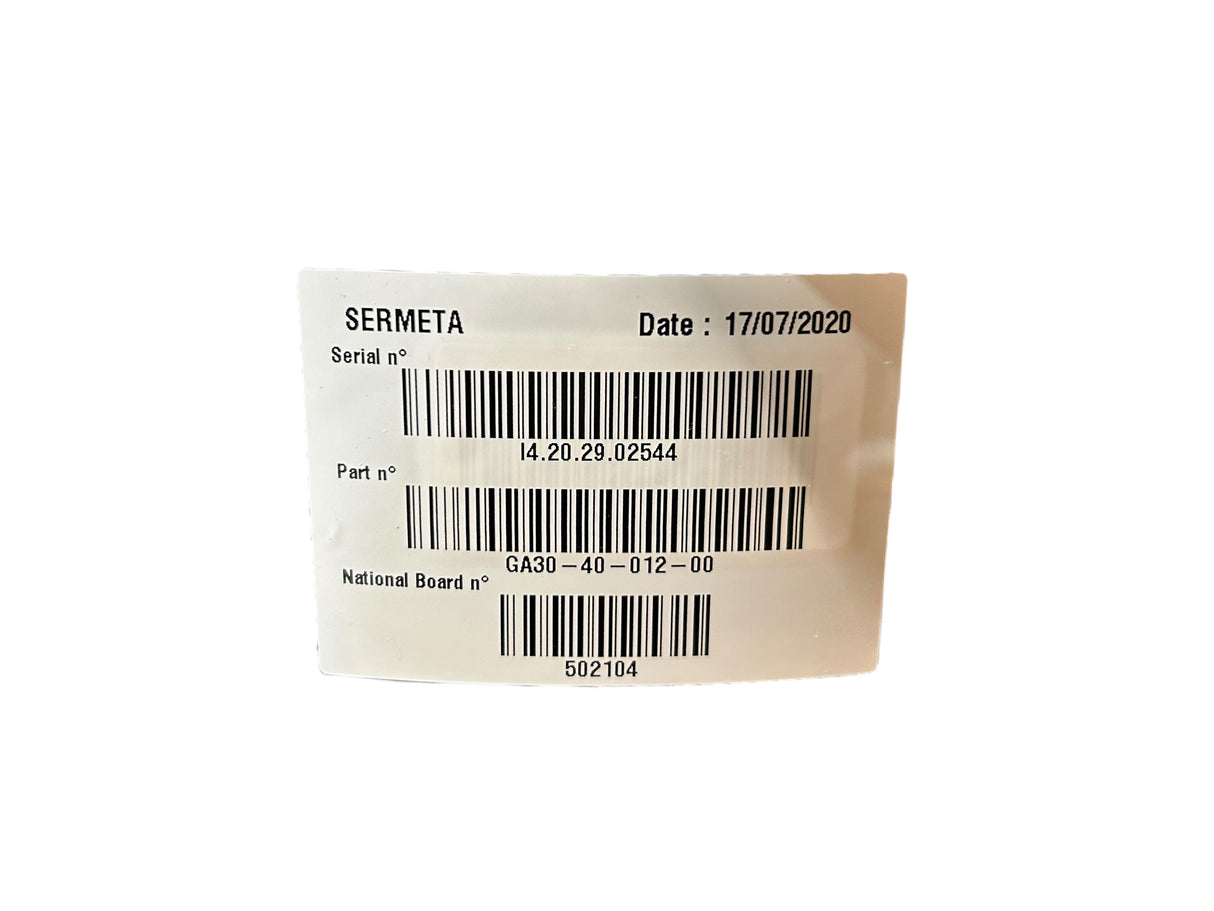 SERMETA Date : 17/07/2020
Serial n°
I4.20.29.02544
Part n°
GA30-40-012-00
National Board n°
502104